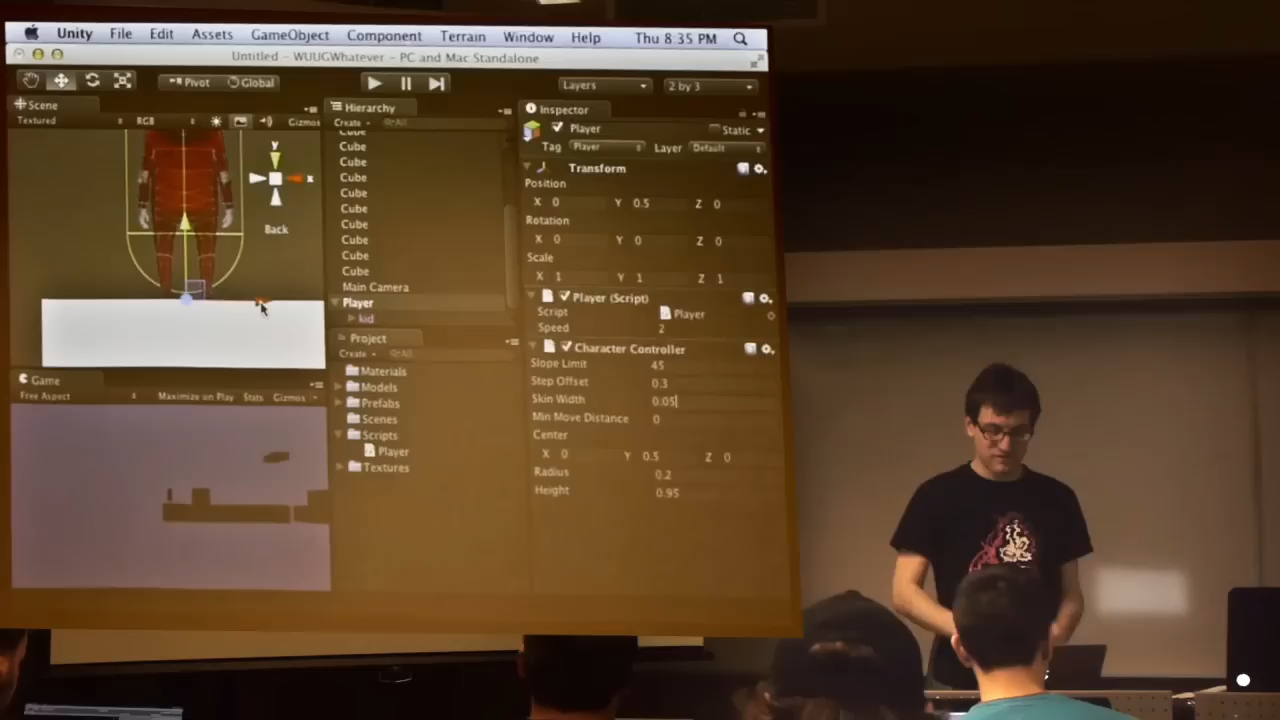 Unity File Edit Assets GameObject Component Terrain Window Help Thu 8:35 PM
Untitled - WUUGWhatever - PC and Mac Standalone
Pivot Global Layers 2 by 3
Scene
Textured RGB Gizmos
y
x
Back
Game
Free Aspect Maximize on Play Stats Gizmos
Hierarchy
Create All
Cube
Cube
Cube
Cube
Cube
Cube
Cube
Cube
Cube
Cube
Main Camera
Player
kid
Project
Create All
Materials
Models
Prefabs
Scenes
Scripts
Player
Textures
Inspector
Player Static
Tag Player Layer Default
Transform
Position
X 0 Y 0.5 Z 0
Rotation
X 0 Y 0 Z 0
Scale
X 1 Y 1 Z 1
Player (Script)
Script Player
Speed 2
Character Controller
Slope Limit 45
Step Offset 0.3
Skin Width 0.05
Min Move Distance 0
Center
X 0 Y 0.5 Z 0
Radius 0.2
Height 0.95